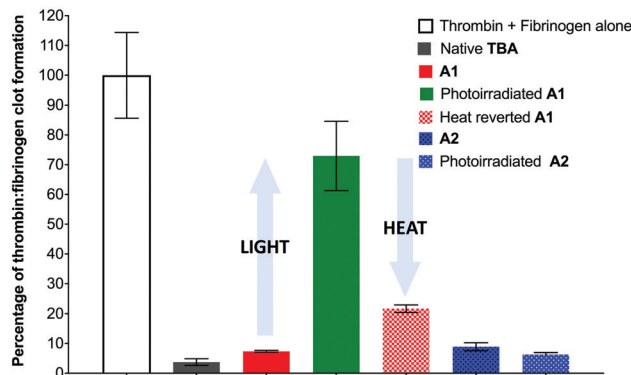 Percentage of thrombin:fibrinogen clot formation
120
110
100
90
80
70
60
50
40
30
20
10
0
Thrombin + Fibrinogen alone
Native TBA
A1
Photoirradiated A1
Heat reverted A1
A2
Photoirradiated A2
LIGHT
HEAT